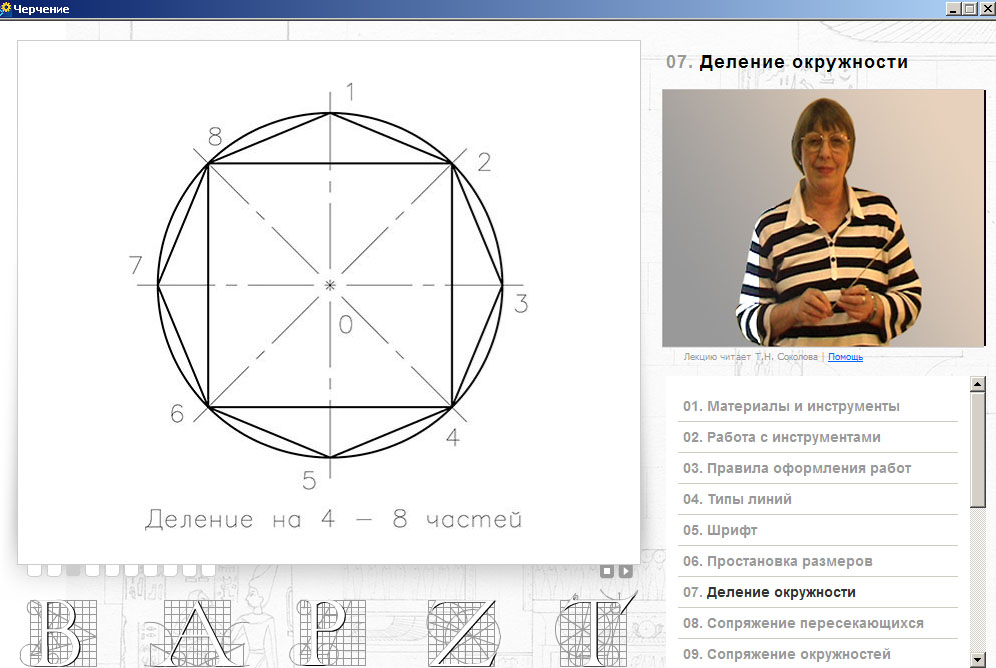 Черчение
07. Деление окружности
1
8
2
7
3
0
6
4
5
Деление на 4 – 8 частей
Лекцию читает Т.Н. Соколова | Помощь
01. Материалы и инструменты
02. Работа с инструментами
03. Правила оформления работ
04. Типы линий
05. Шрифт
06. Простановка размеров
07. Деление окружности
08. Сопряжение пересекающихся
09. Сопряжение окружностей